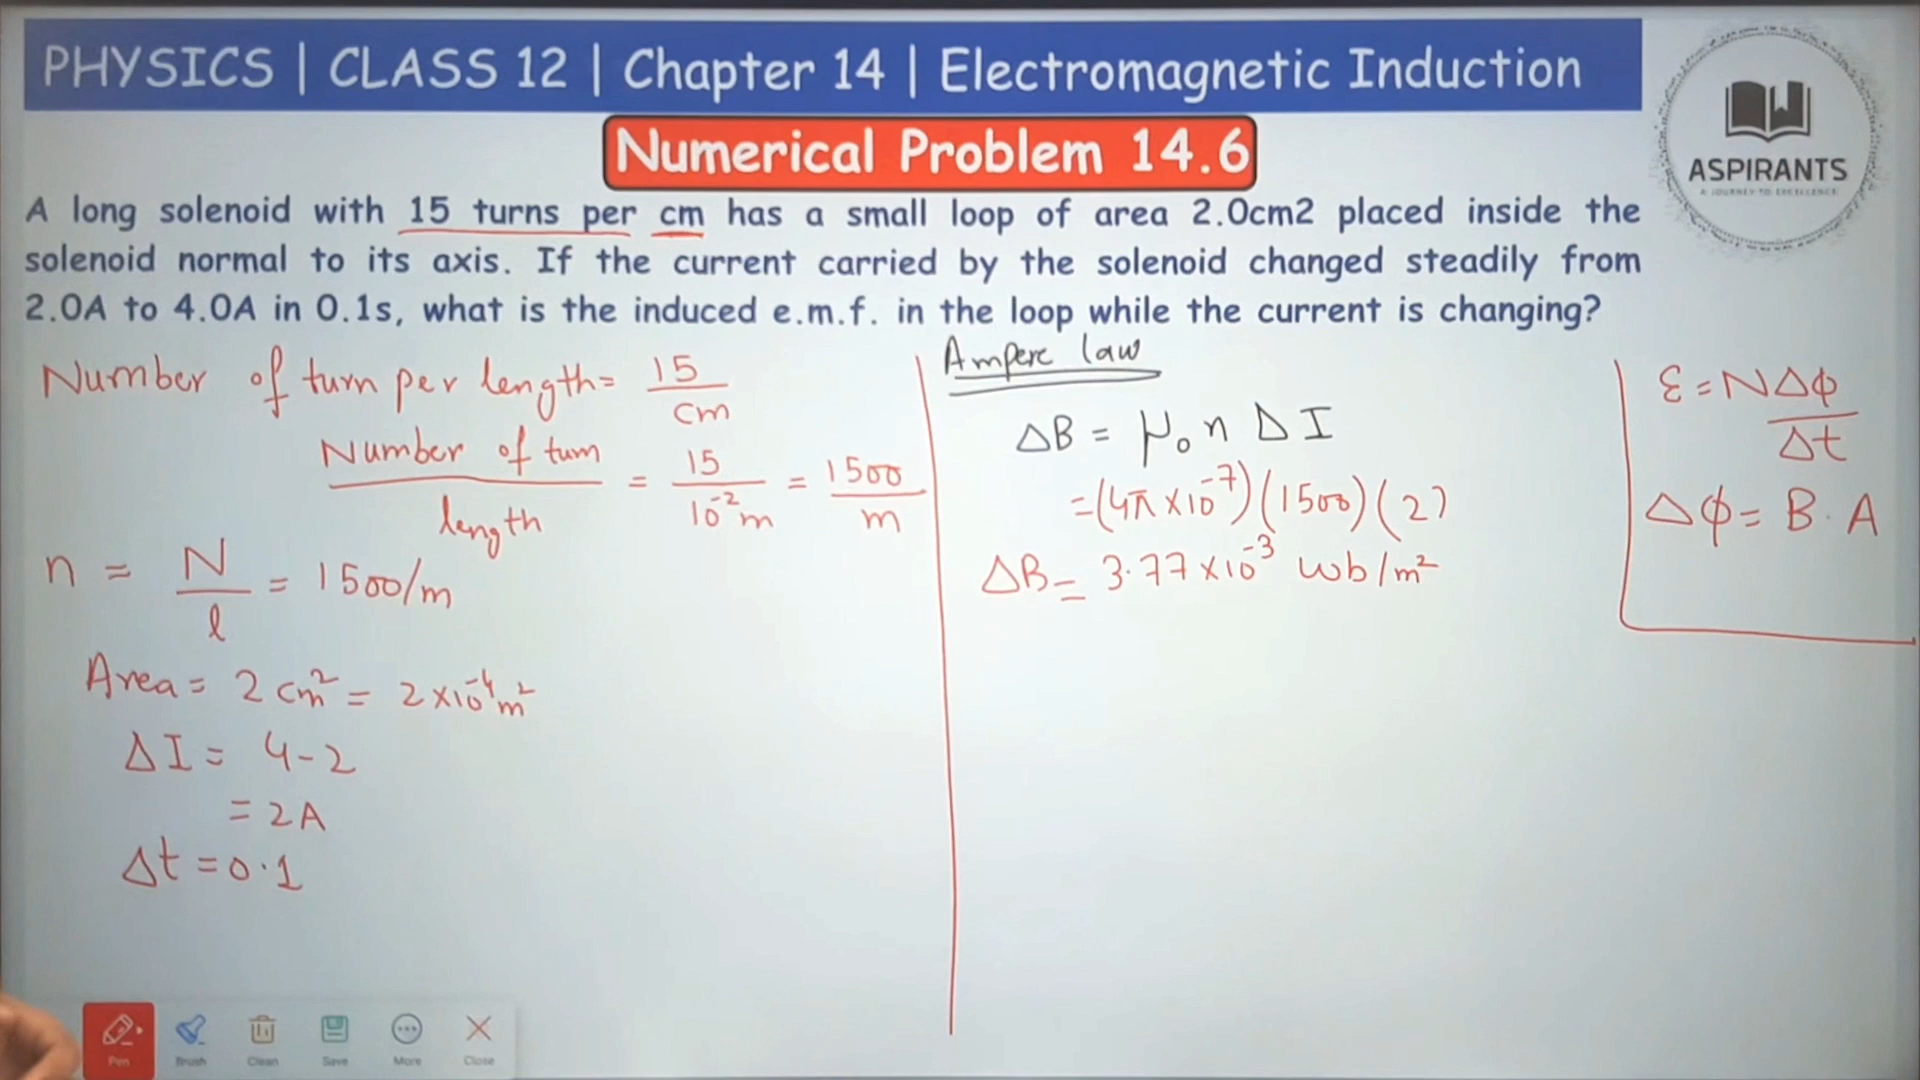 PHYSICS | CLASS 12 | Chapter 14 | Electromagnetic Induction
Numerical Problem 14.6
ASPIRANTS
A JOURNEY TO EXCELLENCE
A long solenoid with 15 turns per cm has a small loop of area 2.0cm2 placed inside the
solenoid normal to its axis. If the current carried by the solenoid changed steadily from
2.0A to 4.0A in 0.1s, what is the induced e.m.f. in the loop while the current is changing?
Number of turn per length = 15/cm
Number of turn/length = 15/10⁻²m = 1500/m
n = N/l = 1500/m
Area = 2cm² = 2×10⁻⁴m²
ΔI = 4-2
= 2A
Δt = 0.1
Ampere law
ΔB = μ₀ n ΔI
= (4π×10⁻⁷)(1500)(2)
ΔB = 3.77×10⁻³ wb/m²
ε = NΔφ/Δt
Δφ = B.A
Pen
Brush
Clean
Save
More
Close